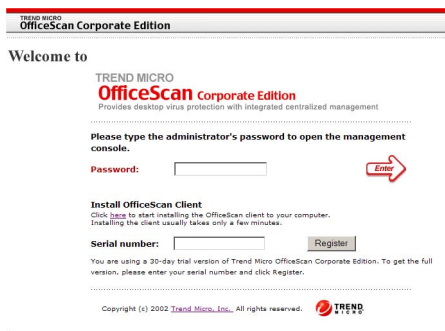 TREND MICRO
OfficeScan Corporate Edition
Welcome to
TREND MICRO
OfficeScan Corporate Edition
Provides desktop virus protection with integrated centralized management
Please type the administrator's password to open the management
console.
Password:
Enter
Install OfficeScan Client
Click here to start installing the OfficeScan client to your computer.
Installing the client usually takes only a few minutes.
Serial number:
Register
You are using a 30-day trial version of Trend Micro OfficeScan Corporate Edition. To get the full
version, please enter your serial number and click Register.
Copyright (c) 2002 Trend Micro, Inc. All rights reserved.
TREND
MICRO